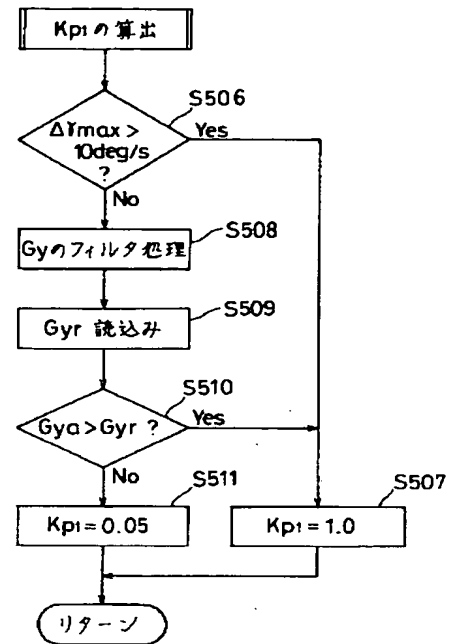 Kp1の算出
S506
Δγmax>
10deg/s
?
Yes
No
Gyのフィルタ処理
S508
Gyr 読込み
S509
S510
Gya>Gyr ?
Yes
No
S511
Kp1=0.05
S507
Kp1=1.0
リターン